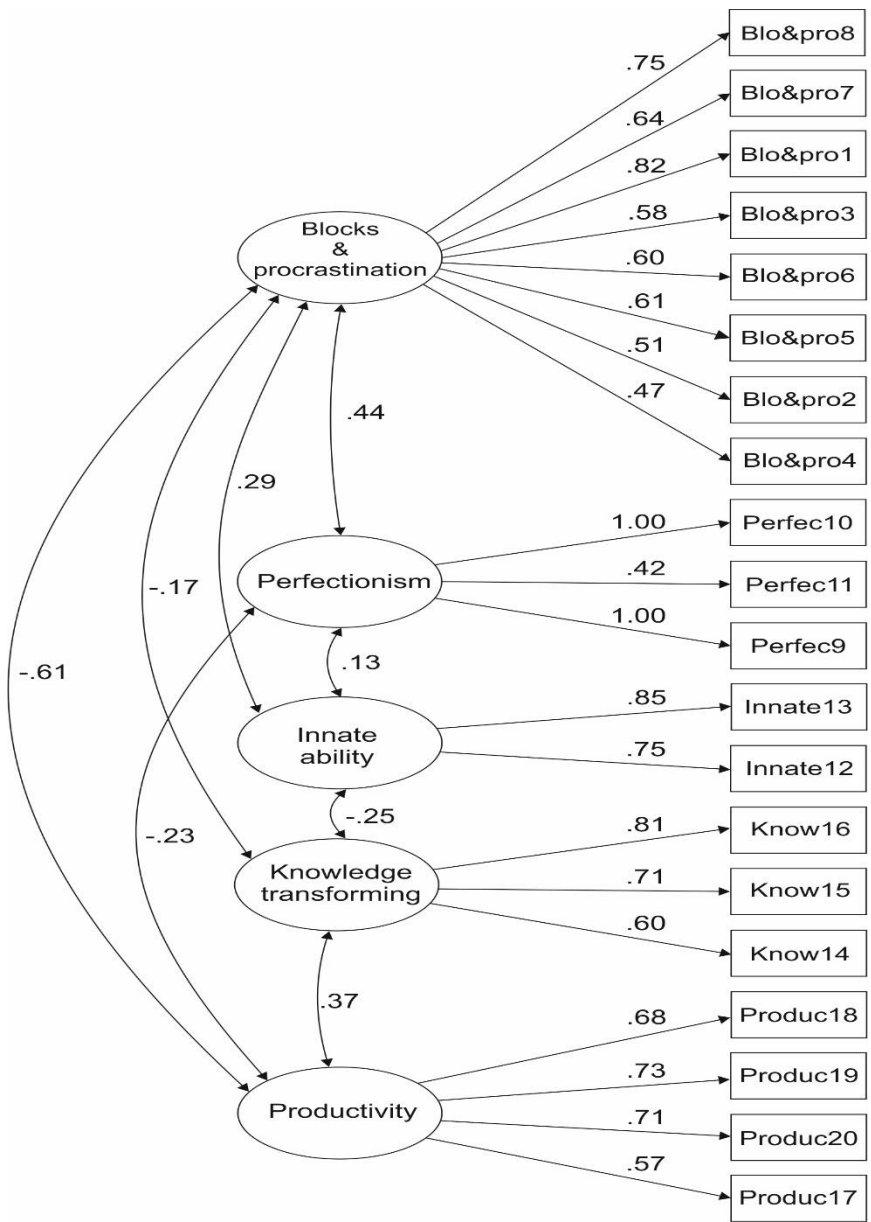 Blo&pro8
.75
Blo&pro7
.64
Blo&pro1
.82
Blo&pro3
.58
Blocks
&
procrastination
.60
Blo&pro6
.61
Blo&pro5
.51
Blo&pro2
.47
.44
Blo&pro4
.29
1.00
Perfec10
-.17
Perfectionism
.42
Perfec11
1.00
Perfec9
-.61
.13
.85
Innate13
Innate
ability
.75
Innate12
-.23
-.25
.81
Know16
Knowledge
transforming
.71
Know15
.60
Know14
.37
.68
Produc18
.73
Produc19
Productivity
.71
Produc20
.57
Produc17